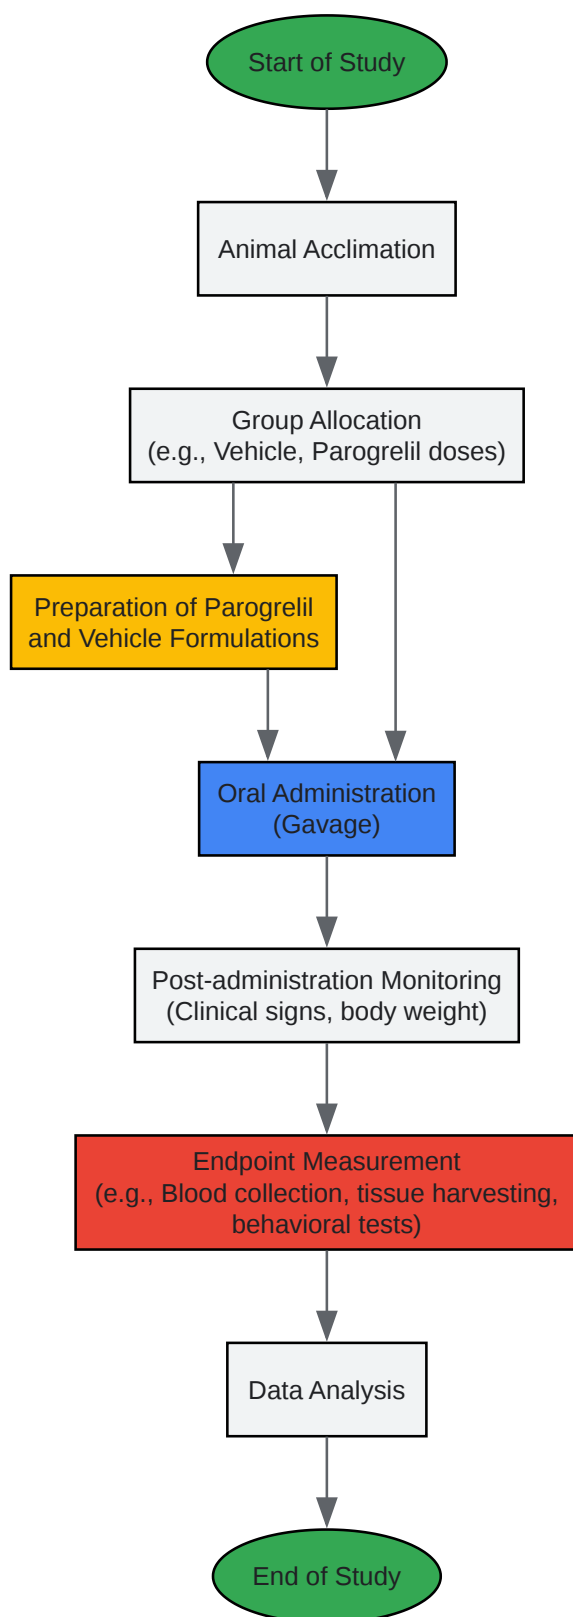 Start of Study
Animal Acclimation
Group Allocation
(e.g., Vehicle, Parogrelil doses)
Preparation of Parogrelil
and Vehicle Formulations
Oral Administration
(Gavage)
Post-administration Monitoring
(Clinical signs, body weight)
Endpoint Measurement
(e.g., Blood collection, tissue harvesting,
behavioral tests)
Data Analysis
End of Study